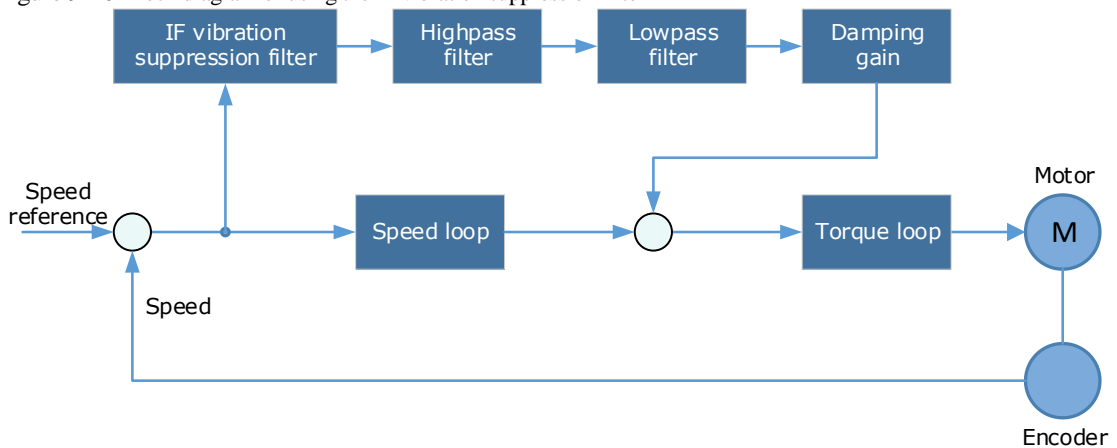 IF vibration
suppression filter
Highpass
filter
Lowpass
filter
Damping
gain
Speed
reference
Speed loop
Torque loop
Motor
M
Speed
Encoder